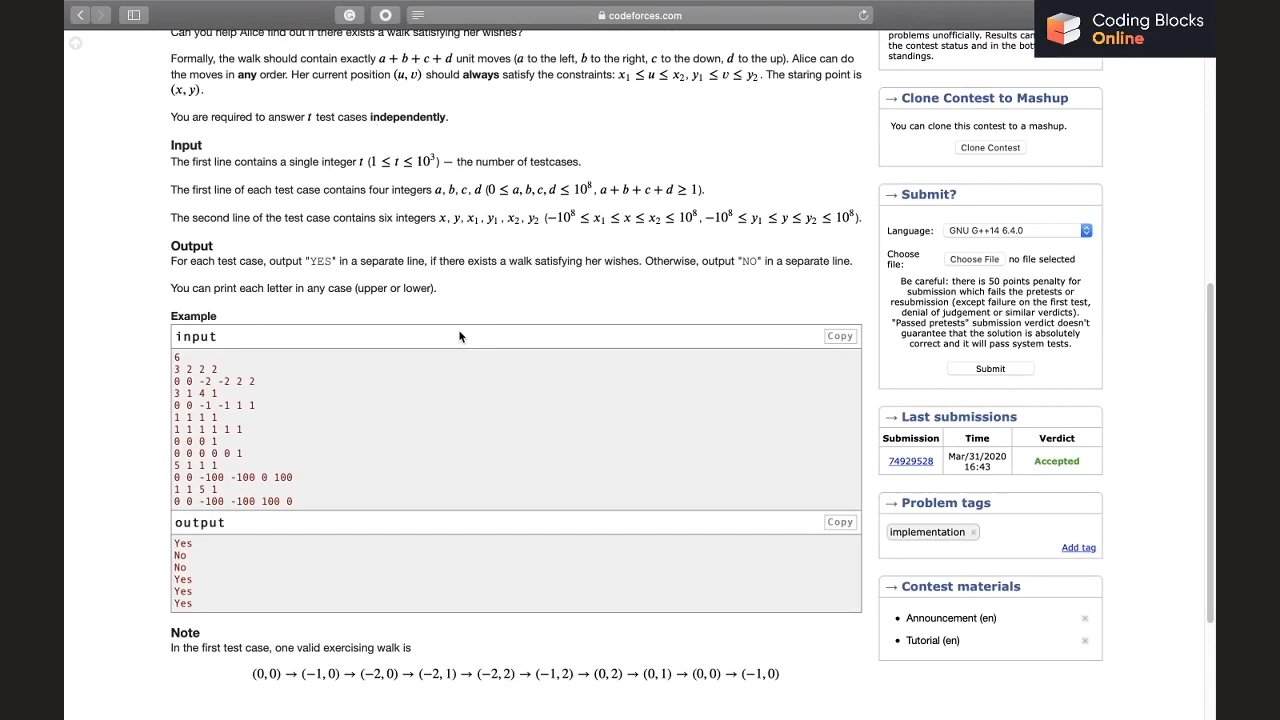 codeforces.com
Coding Blocks
Online
Can you help Alice find out if there exists a walk satisfying her wishes?
Formally, the walk should contain exactly a + b + c + d unit moves (a to the left, b to the right, c to the down, d to the up). Alice can do
the moves in any order. Her current position (u, v) should always satisfy the constraints: x₁ ≤ u ≤ x₂, y₁ ≤ v ≤ y₂. The staring point is
(x, y).
You are required to answer t test cases independently.
Input
The first line contains a single integer t (1 ≤ t ≤ 10³) — the number of testcases.
The first line of each test case contains four integers a, b, c, d (0 ≤ a, b, c, d ≤ 10⁸, a + b + c + d ≥ 1).
The second line of the test case contains six integers x, y, x₁, y₁, x₂, y₂ (−10⁸ ≤ x₁ ≤ x ≤ x₂ ≤ 10⁸, −10⁸ ≤ y₁ ≤ y ≤ y₂ ≤ 10⁸).
Output
For each test case, output "YES" in a separate line, if there exists a walk satisfying her wishes. Otherwise, output "NO" in a separate line.
You can print each letter in any case (upper or lower).
Example
input
Copy
6
3 2 2 2
0 0 -2 -2 2 2
3 1 4 1
0 0 -1 -1 1 1
1 1 1 1
1 1 1 1 1 1
0 0 0 1
0 0 0 0 0 1
5 1 1 1
0 0 -100 -100 0 100
1 1 5 1
0 0 -100 -100 100 0
output
Copy
Yes
No
No
Yes
Yes
Yes
Note
In the first test case, one valid exercising walk is
(0, 0) → (−1, 0) → (−2, 0) → (−2, 1) → (−2, 2) → (−1, 2) → (0, 2) → (0, 1) → (0, 0) → (−1, 0)
problems unofficially. Results can
the contest status and in the bot
standings.
→ Clone Contest to Mashup
You can clone this contest to a mashup.
Clone Contest
→ Submit?
Language: GNU G++14 6.4.0
Choose
file:
Choose File no file selected
Be careful: there is 50 points penalty for
submission which fails the pretests or
resubmission (except failure on the first test,
denial of judgement or similar verdicts).
"Passed pretests" submission verdict doesn't
guarantee that the solution is absolutely
correct and it will pass system tests.
Submit
→ Last submissions
Submission Time Verdict
74929528 Mar/31/2020
16:43 Accepted
→ Problem tags
implementation ×
Add tag
→ Contest materials
• Announcement (en)
• Tutorial (en)